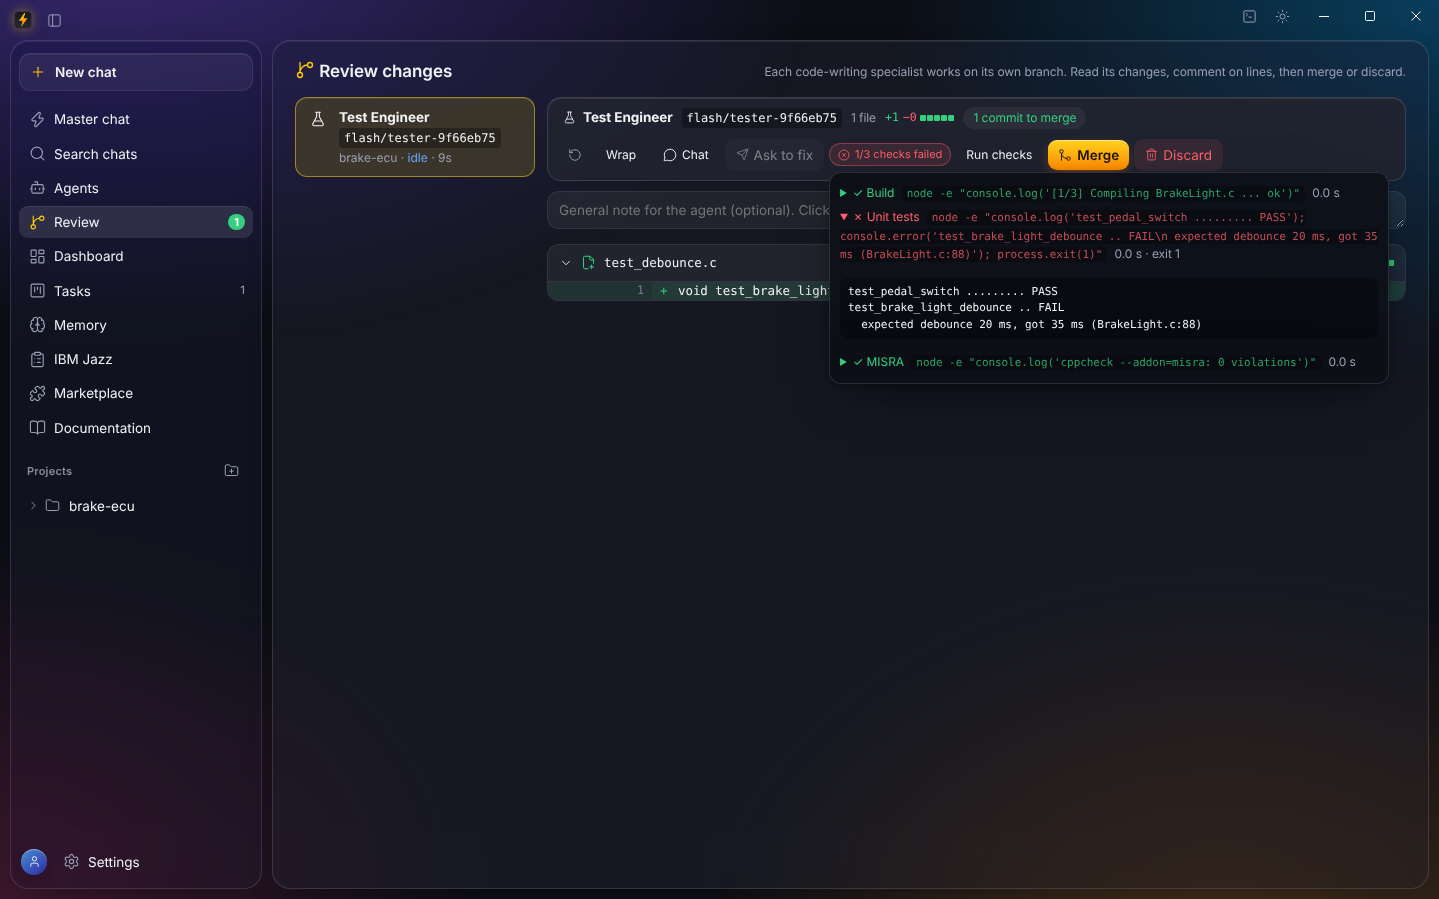 New chat
Master chat
Search chats
Agents
Review 1
Dashboard
Tasks 1
Memory
IBM Jazz
Marketplace
Documentation
Projects
brake-ecu
Settings
Review changes
Each code-writing specialist works on its own branch. Read its changes, comment on lines, then merge or discard.
Test Engineer
flash/tester-9f66eb75
brake-ecu · idle · 9s
Test Engineer flash/tester-9f66eb75 1 file +1 −0 1 commit to merge
Wrap Chat Ask to fix 1/3 checks failed Run checks Merge Discard
General note for the agent (optional). Click
test_debounce.c
1 + void test_brake_light
✓ Build node -e "console.log('[1/3] Compiling BrakeLight.c ... ok')" 0.0 s
× Unit tests node -e "console.log('test_pedal_switch ......... PASS');
console.error('test_brake_light_debounce .. FAIL\n expected debounce 20 ms, got 35
ms (BrakeLight.c:88)'); process.exit(1)" 0.0 s · exit 1
test_pedal_switch ......... PASS
test_brake_light_debounce .. FAIL
expected debounce 20 ms, got 35 ms (BrakeLight.c:88)
✓ MISRA node -e "console.log('cppcheck --addon=misra: 0 violations')" 0.0 s